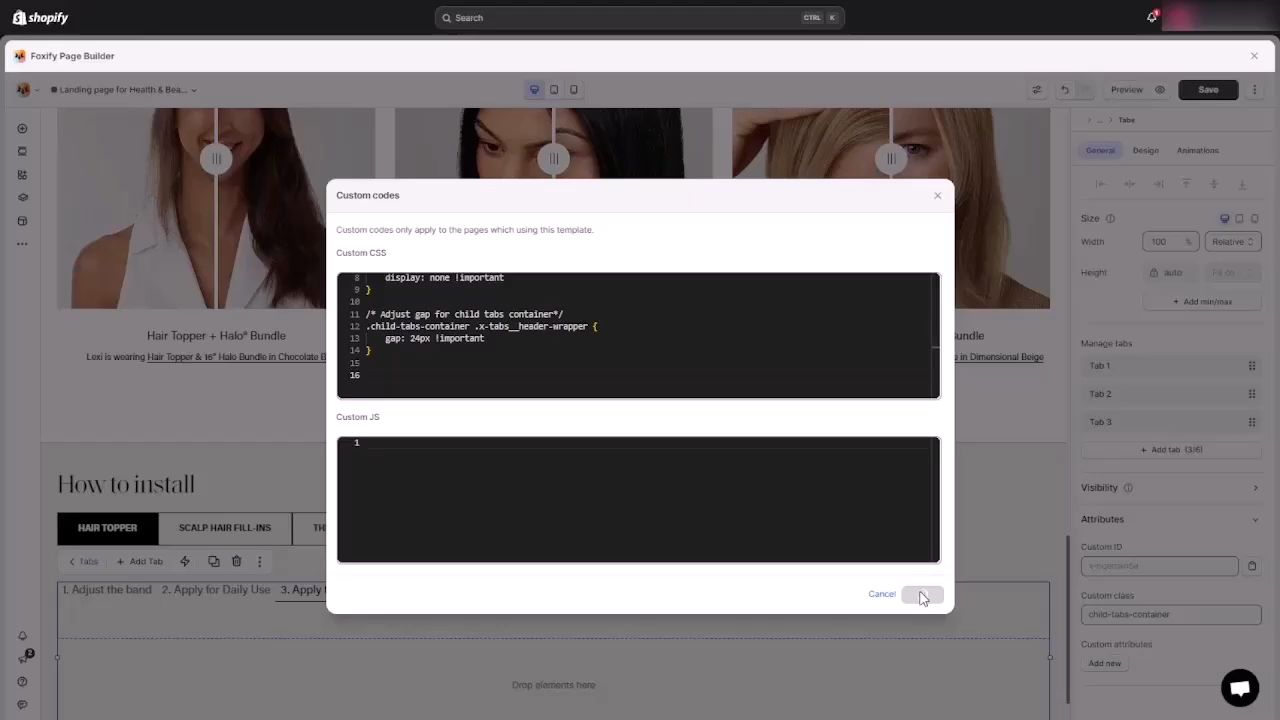 shopify
Search
CTRL K
Foxify Page Builder
Landing page for Health & Bea...
Preview
Save
Tabs
General
Design
Animations
Custom codes
Custom codes only apply to the pages which using this template.
Custom CSS
8 display: none !important
9 }
10
11 /* Adjust gap for child tabs container*/
12 .child-tabs-container .x-tabs__header-wrapper {
13 gap: 24px !important
14 }
15
16
Custom JS
1
Cancel
Hair Topper + Halo® Bundle
Lexi is wearing Hair Topper & 16" Halo Bundle in Chocolate B
undle
e in Dimensional Beige
How to install
HAIR TOPPER
SCALP HAIR FILL-INS
TH
Tabs
Add Tab
1. Adjust the band 2. Apply for Daily Use 3. Apply
Drop elements here
Size
Width
100 %
Relative
Height
auto
Add min/max
Manage tabs
Tab 1
Tab 2
Tab 3
Add tab (3/6)
Visibility
Attributes
Custom ID
Custom class
child-tabs-container
Custom attributes
Add new
2